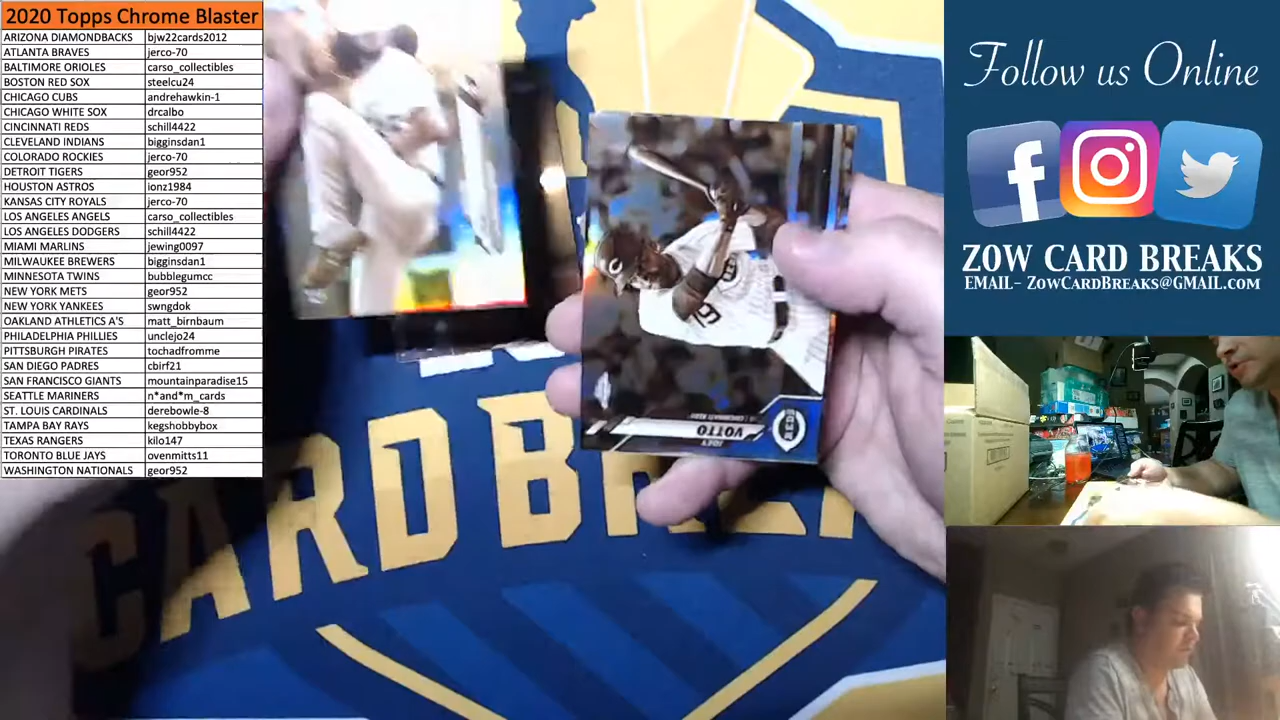 2020 Topps Chrome Blaster
ARIZONA DIAMONDBACKS bjw22cards2012
ATLANTA BRAVES jerco-70
BALTIMORE ORIOLES carso_collectibles
BOSTON RED SOX steelcu24
CHICAGO CUBS andrehawkin-1
CHICAGO WHITE SOX drcalbo
CINCINNATI REDS schill4422
CLEVELAND INDIANS bigginsdan1
COLORADO ROCKIES jerco-70
DETROIT TIGERS geor952
HOUSTON ASTROS ionz1984
KANSAS CITY ROYALS jerco-70
LOS ANGELES ANGELS carso_collectibles
LOS ANGELES DODGERS schill4422
MIAMI MARLINS jewing0097
MILWAUKEE BREWERS bigginsdan1
MINNESOTA TWINS bubblegumcc
NEW YORK METS geor952
NEW YORK YANKEES swngdok
OAKLAND ATHLETICS A'S matt_birnbaum
PHILADELPHIA PHILLIES unclejo24
PITTSBURGH PIRATES tochadfromme
SAN DIEGO PADRES cbirf21
SAN FRANCISCO GIANTS mountainparadise15
SEATTLE MARINERS n*and*m_cards
ST. LOUIS CARDINALS derebowle-8
TAMPA BAY RAYS kegshobbybox
TEXAS RANGERS kilo147
TORONTO BLUE JAYS ovenmitts11
WASHINGTON NATIONALS geor952
JOEY
VOTTO
CINCINNATI REDS
REDS
CARD BREA
Follow us Online
ZOW CARD BREAKS
EMAIL- ZowCardBreaks@gmail.com